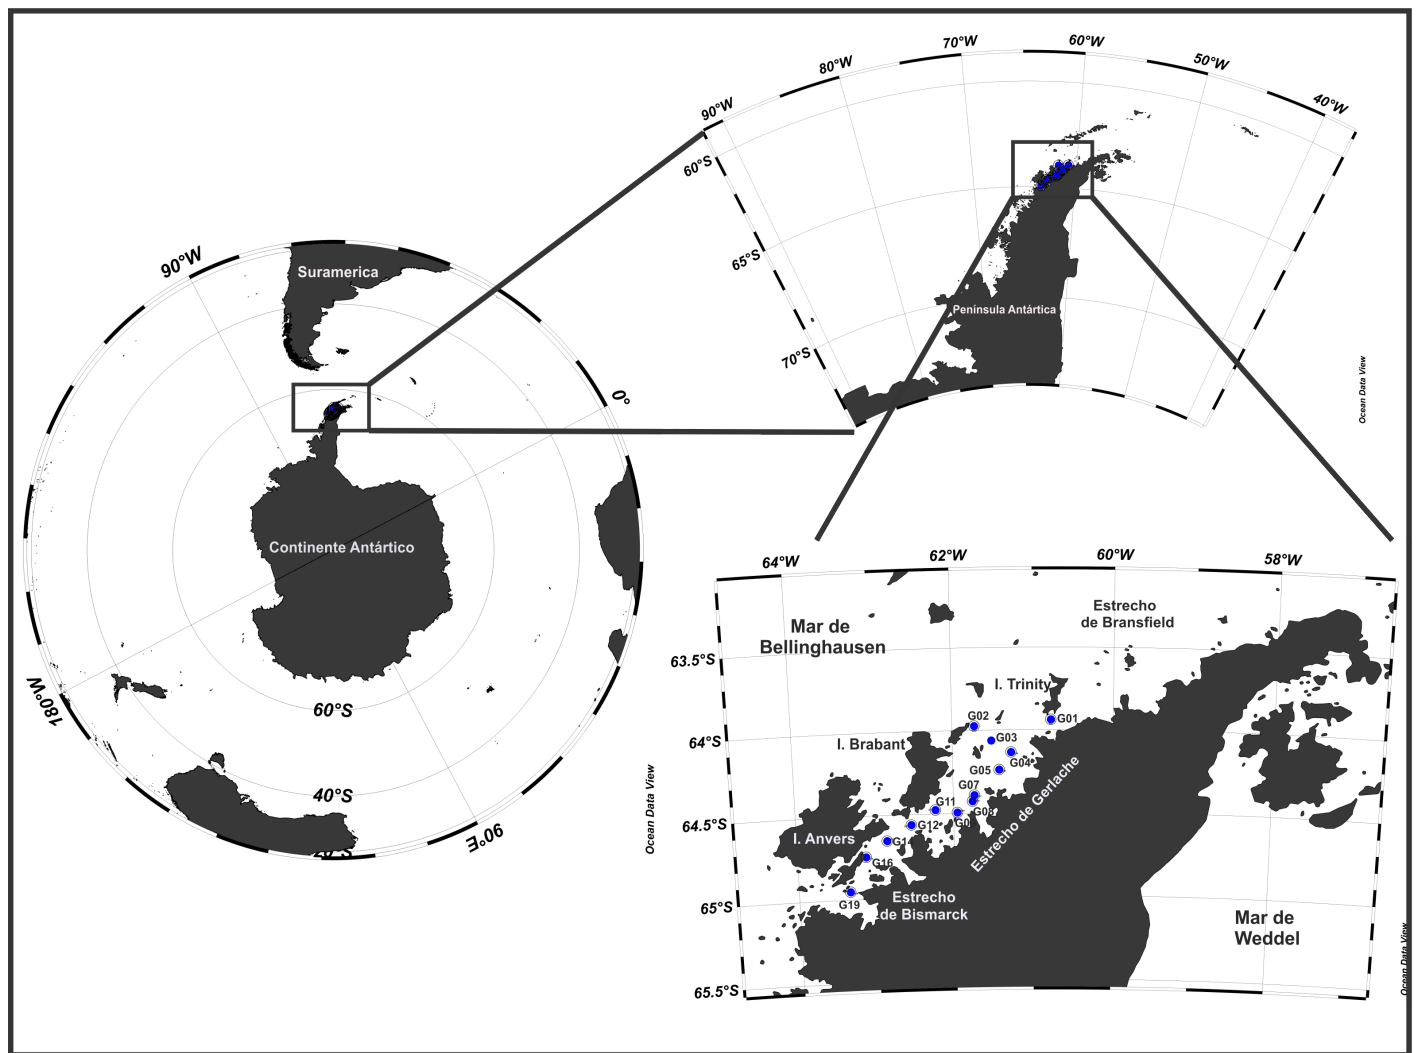 90°W
Suramerica
0°
Continente Antártico
180°W
60°S
40°S
20°S
90°E
Ocean Data View
90°W
80°W
70°W
60°W
50°W
40°W
60°S
65°S
70°S
Península Antártica
Ocean Data View
64°W
62°W
60°W
58°W
63.5°S
64°S
64.5°S
65°S
65.5°S
Mar de
Bellinghausen
Estrecho
de Bransfield
I. Trinity
G02
G01
G03
I. Brabant
G04
G05
G07
G11
G08
G12
I. Anvers
G16
G19
Estrecho de Gerlache
Estrecho
de Bismarck
Mar de
Weddel
Ocean Data View